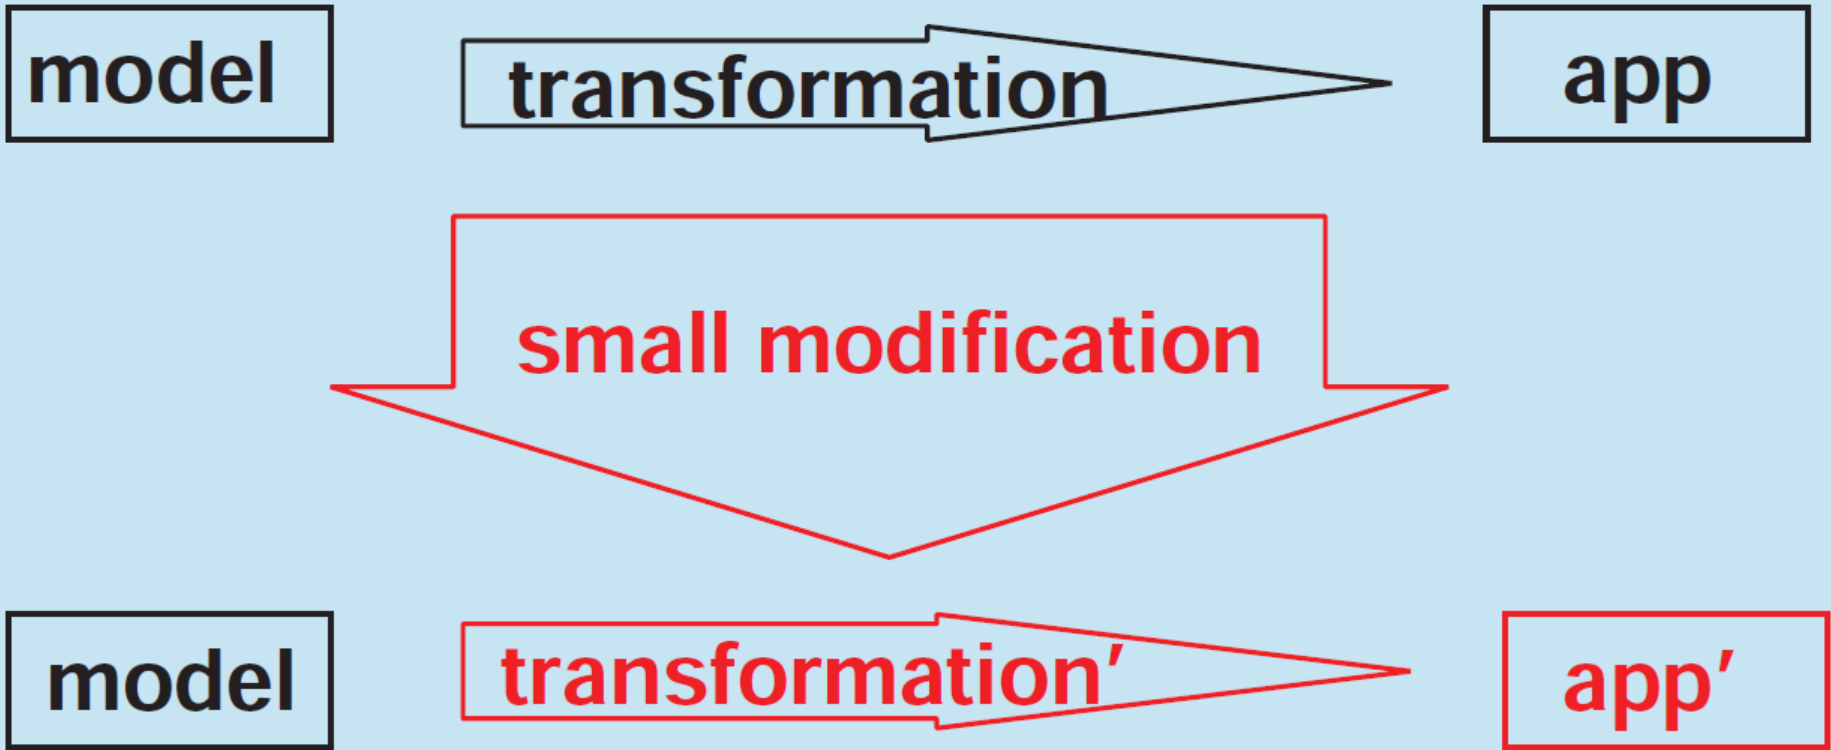 model transformation app
small modification
model transformation′ app′